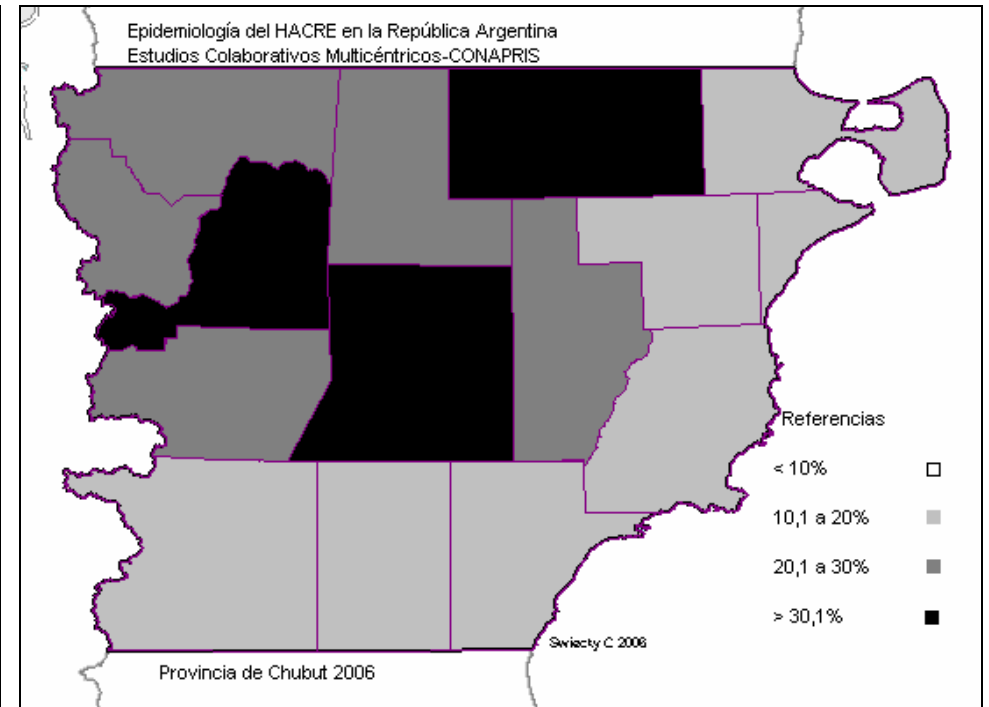 Epidemiología del HACRE en la República Argentina
Estudios Colaborativos Multicéntricos-CONAPRIS
Referencias
< 10%
10,1 a 20%
20,1 a 30%
> 30,1%
Swiecty C 2006
Provincia de Chubut 2006